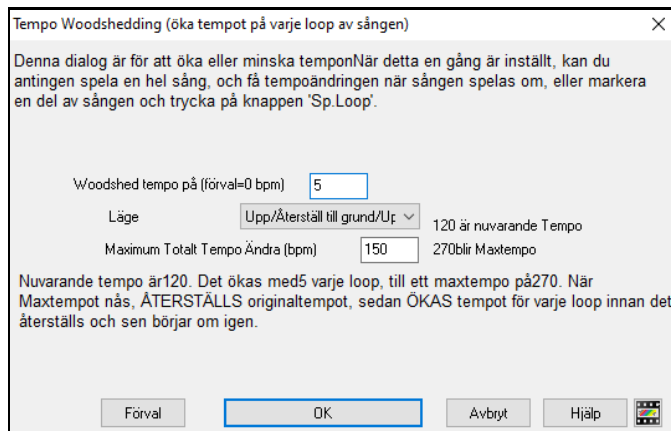 Tempo Woodshedding (öka tempot på varje loop av sången)
Denna dialog är för att öka eller minska temponNär detta en gång är inställt, kan du
antingen spela en hel sång, och få tempoändringen när sången spelas om, eller markera
en del av sången och trycka på knappen 'Sp.Loop'.
Woodshed tempo på (förval=0 bpm) 5
Läge Upp/Återställ till grund/Up 120 är nuvarande Tempo
Maximum Totalt Tempo Ändra (bpm) 150 270blir Maxtempo
Nuvarande tempo är120. Det ökas med5 varje loop, till ett maxtempo på270. När
Maxtempot nås, ÅTERSTÄLLS originaltempot, sedan ÖKAS tempot för varje loop innan det
återställs och sen börjar om igen.
Förval OK Avbryt Hjälp